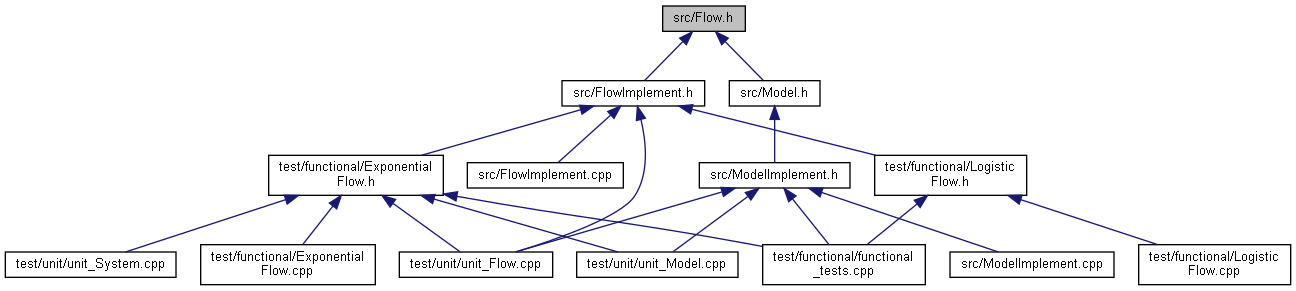 src/Flow.h
src/FlowImplement.h
src/Model.h
test/functional/Exponential
Flow.h
src/FlowImplement.cpp
src/ModelImplement.h
test/functional/Logistic
Flow.h
test/unit/unit_System.cpp
test/functional/Exponential
Flow.cpp
test/unit/unit_Flow.cpp
test/unit/unit_Model.cpp
test/functional/functional
_tests.cpp
src/ModelImplement.cpp
test/functional/Logistic
Flow.cpp